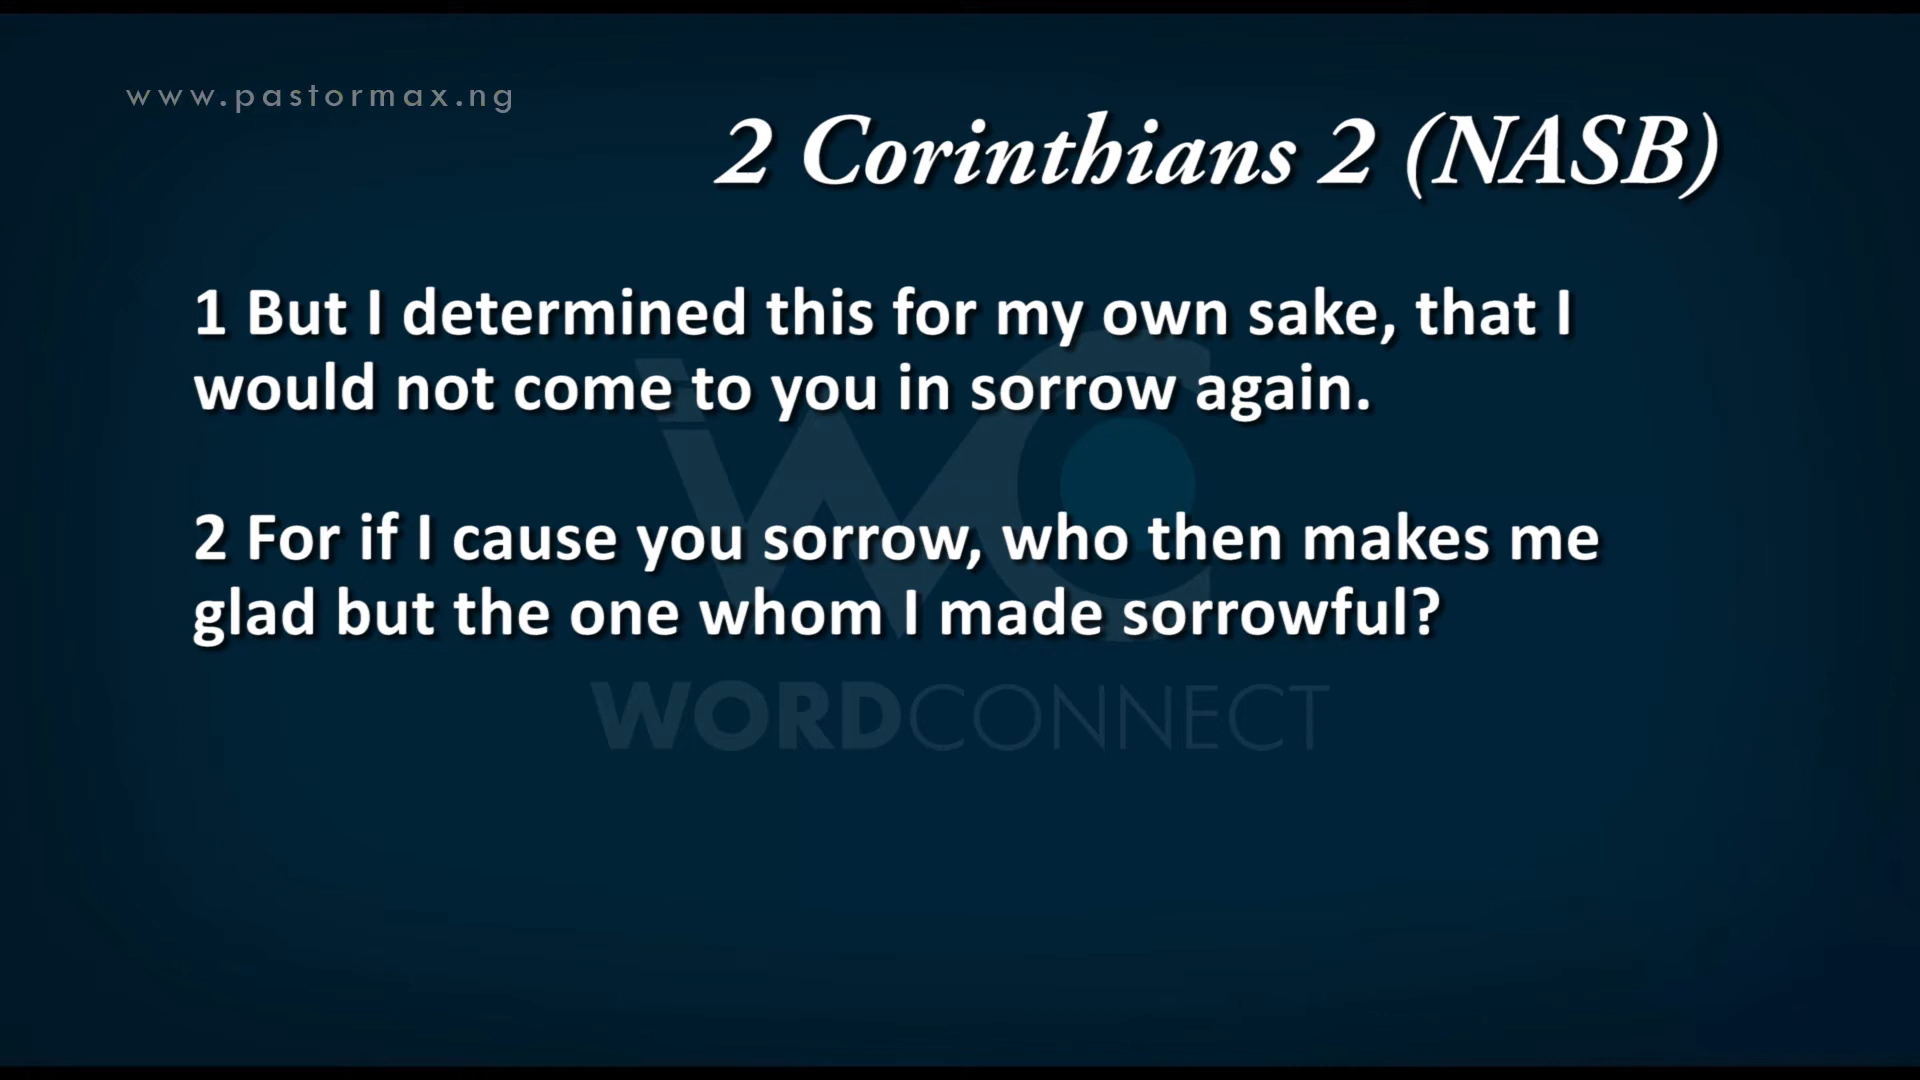 www.pastormax.ng
2 Corinthians 2 (NASB)
1 But I determined this for my own sake, that I
would not come to you in sorrow again.
2 For if I cause you sorrow, who then makes me
glad but the one whom I made sorrowful?
WC
WORDCONNECT